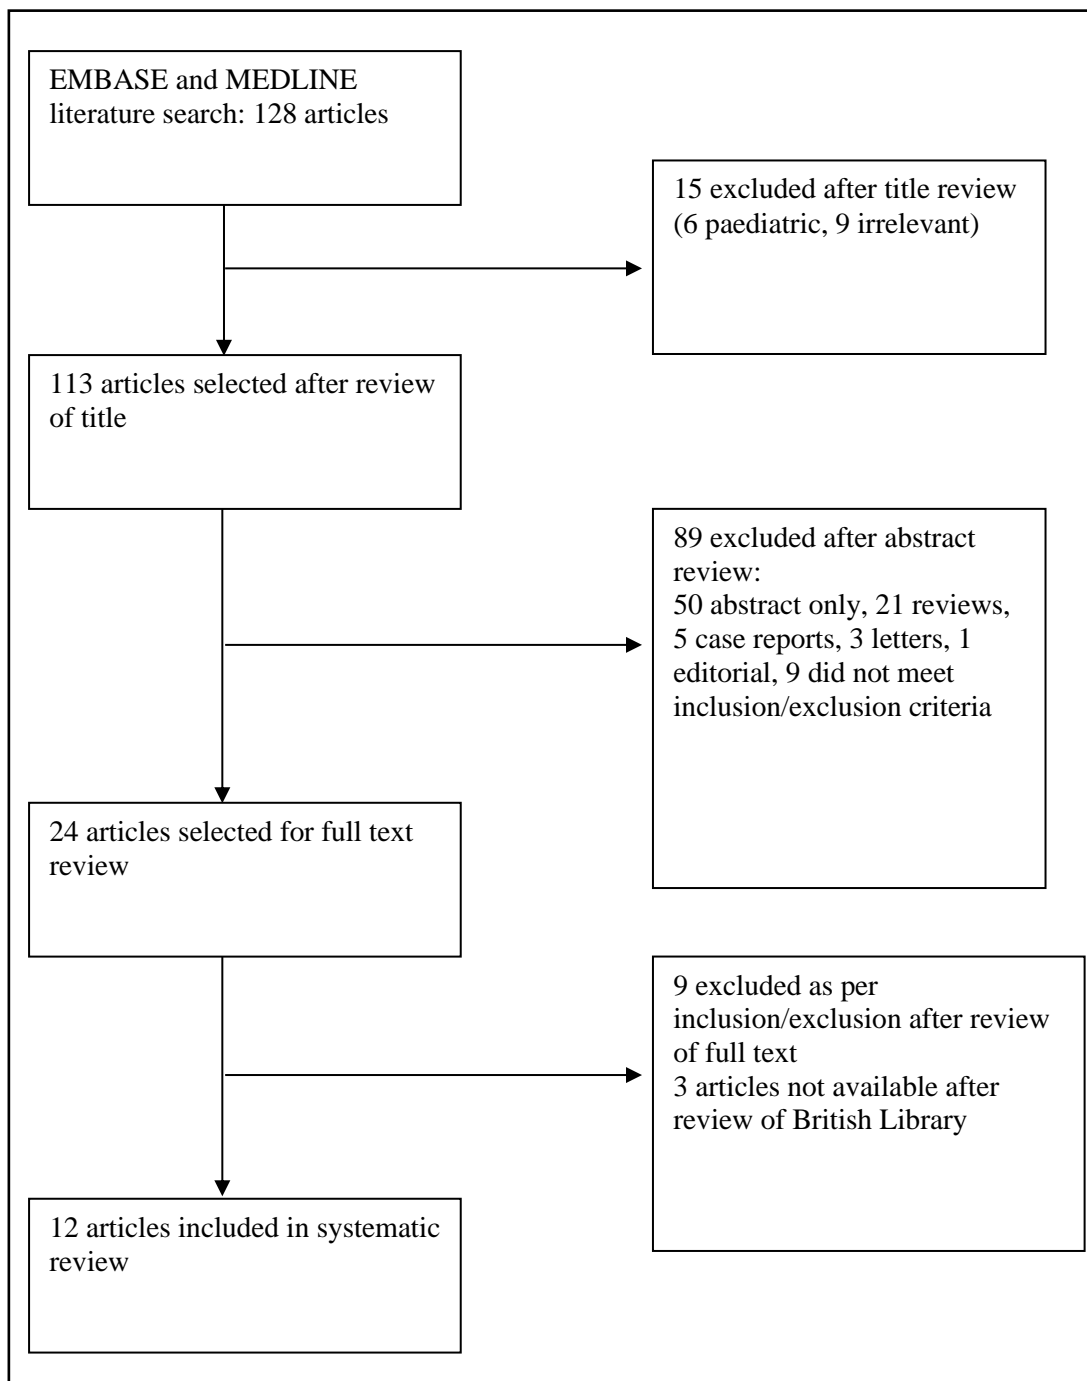 EMBASE and MEDLINE
literature search: 128 articles
15 excluded after title review
(6 paediatric, 9 irrelevant)
113 articles selected after review
of title
89 excluded after abstract
review:
50 abstract only, 21 reviews,
5 case reports, 3 letters, 1
editorial, 9 did not meet
inclusion/exclusion criteria
24 articles selected for full text
review
9 excluded as per
inclusion/exclusion after review
of full text
3 articles not available after
review of British Library
12 articles included in systematic
review